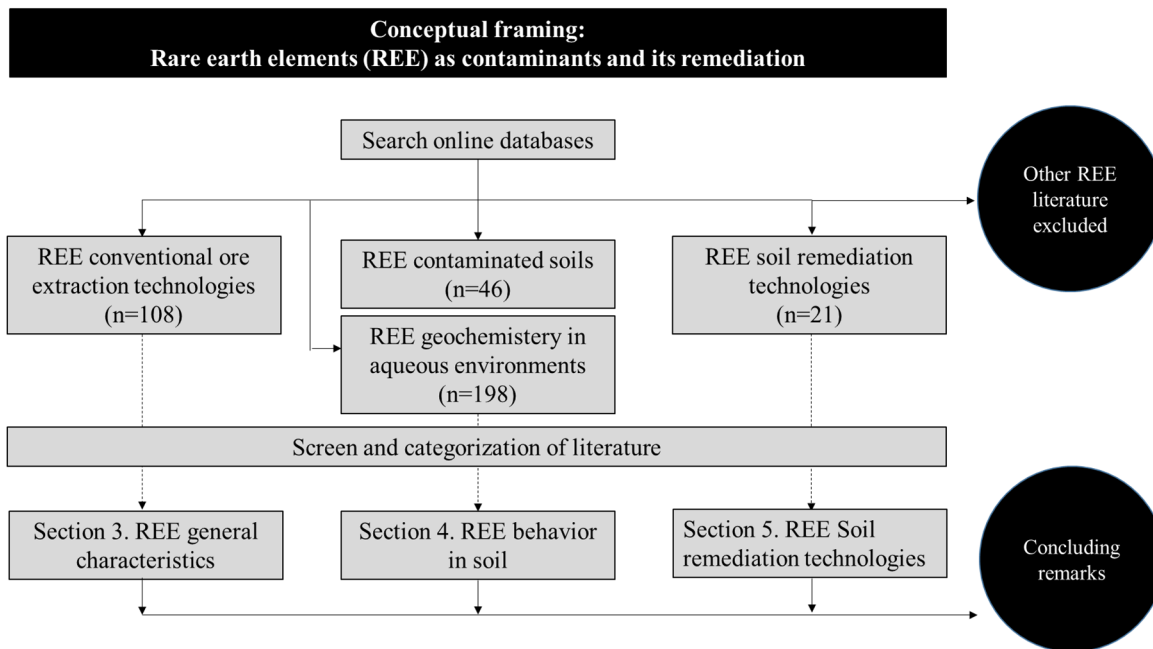 Conceptual framing:
Rare earth elements (REE) as contaminants and its remediation
Search online databases
Other REE
literature
excluded
REE conventional ore
extraction technologies
(n=108)
REE contaminated soils
(n=46)
REE soil remediation
technologies
(n=21)
REE geochemistery in
aqueous environments
(n=198)
Screen and categorization of literature
Section 3. REE general
characteristics
Section 4. REE behavior
in soil
Section 5. REE Soil
remediation technologies
Concluding
remarks